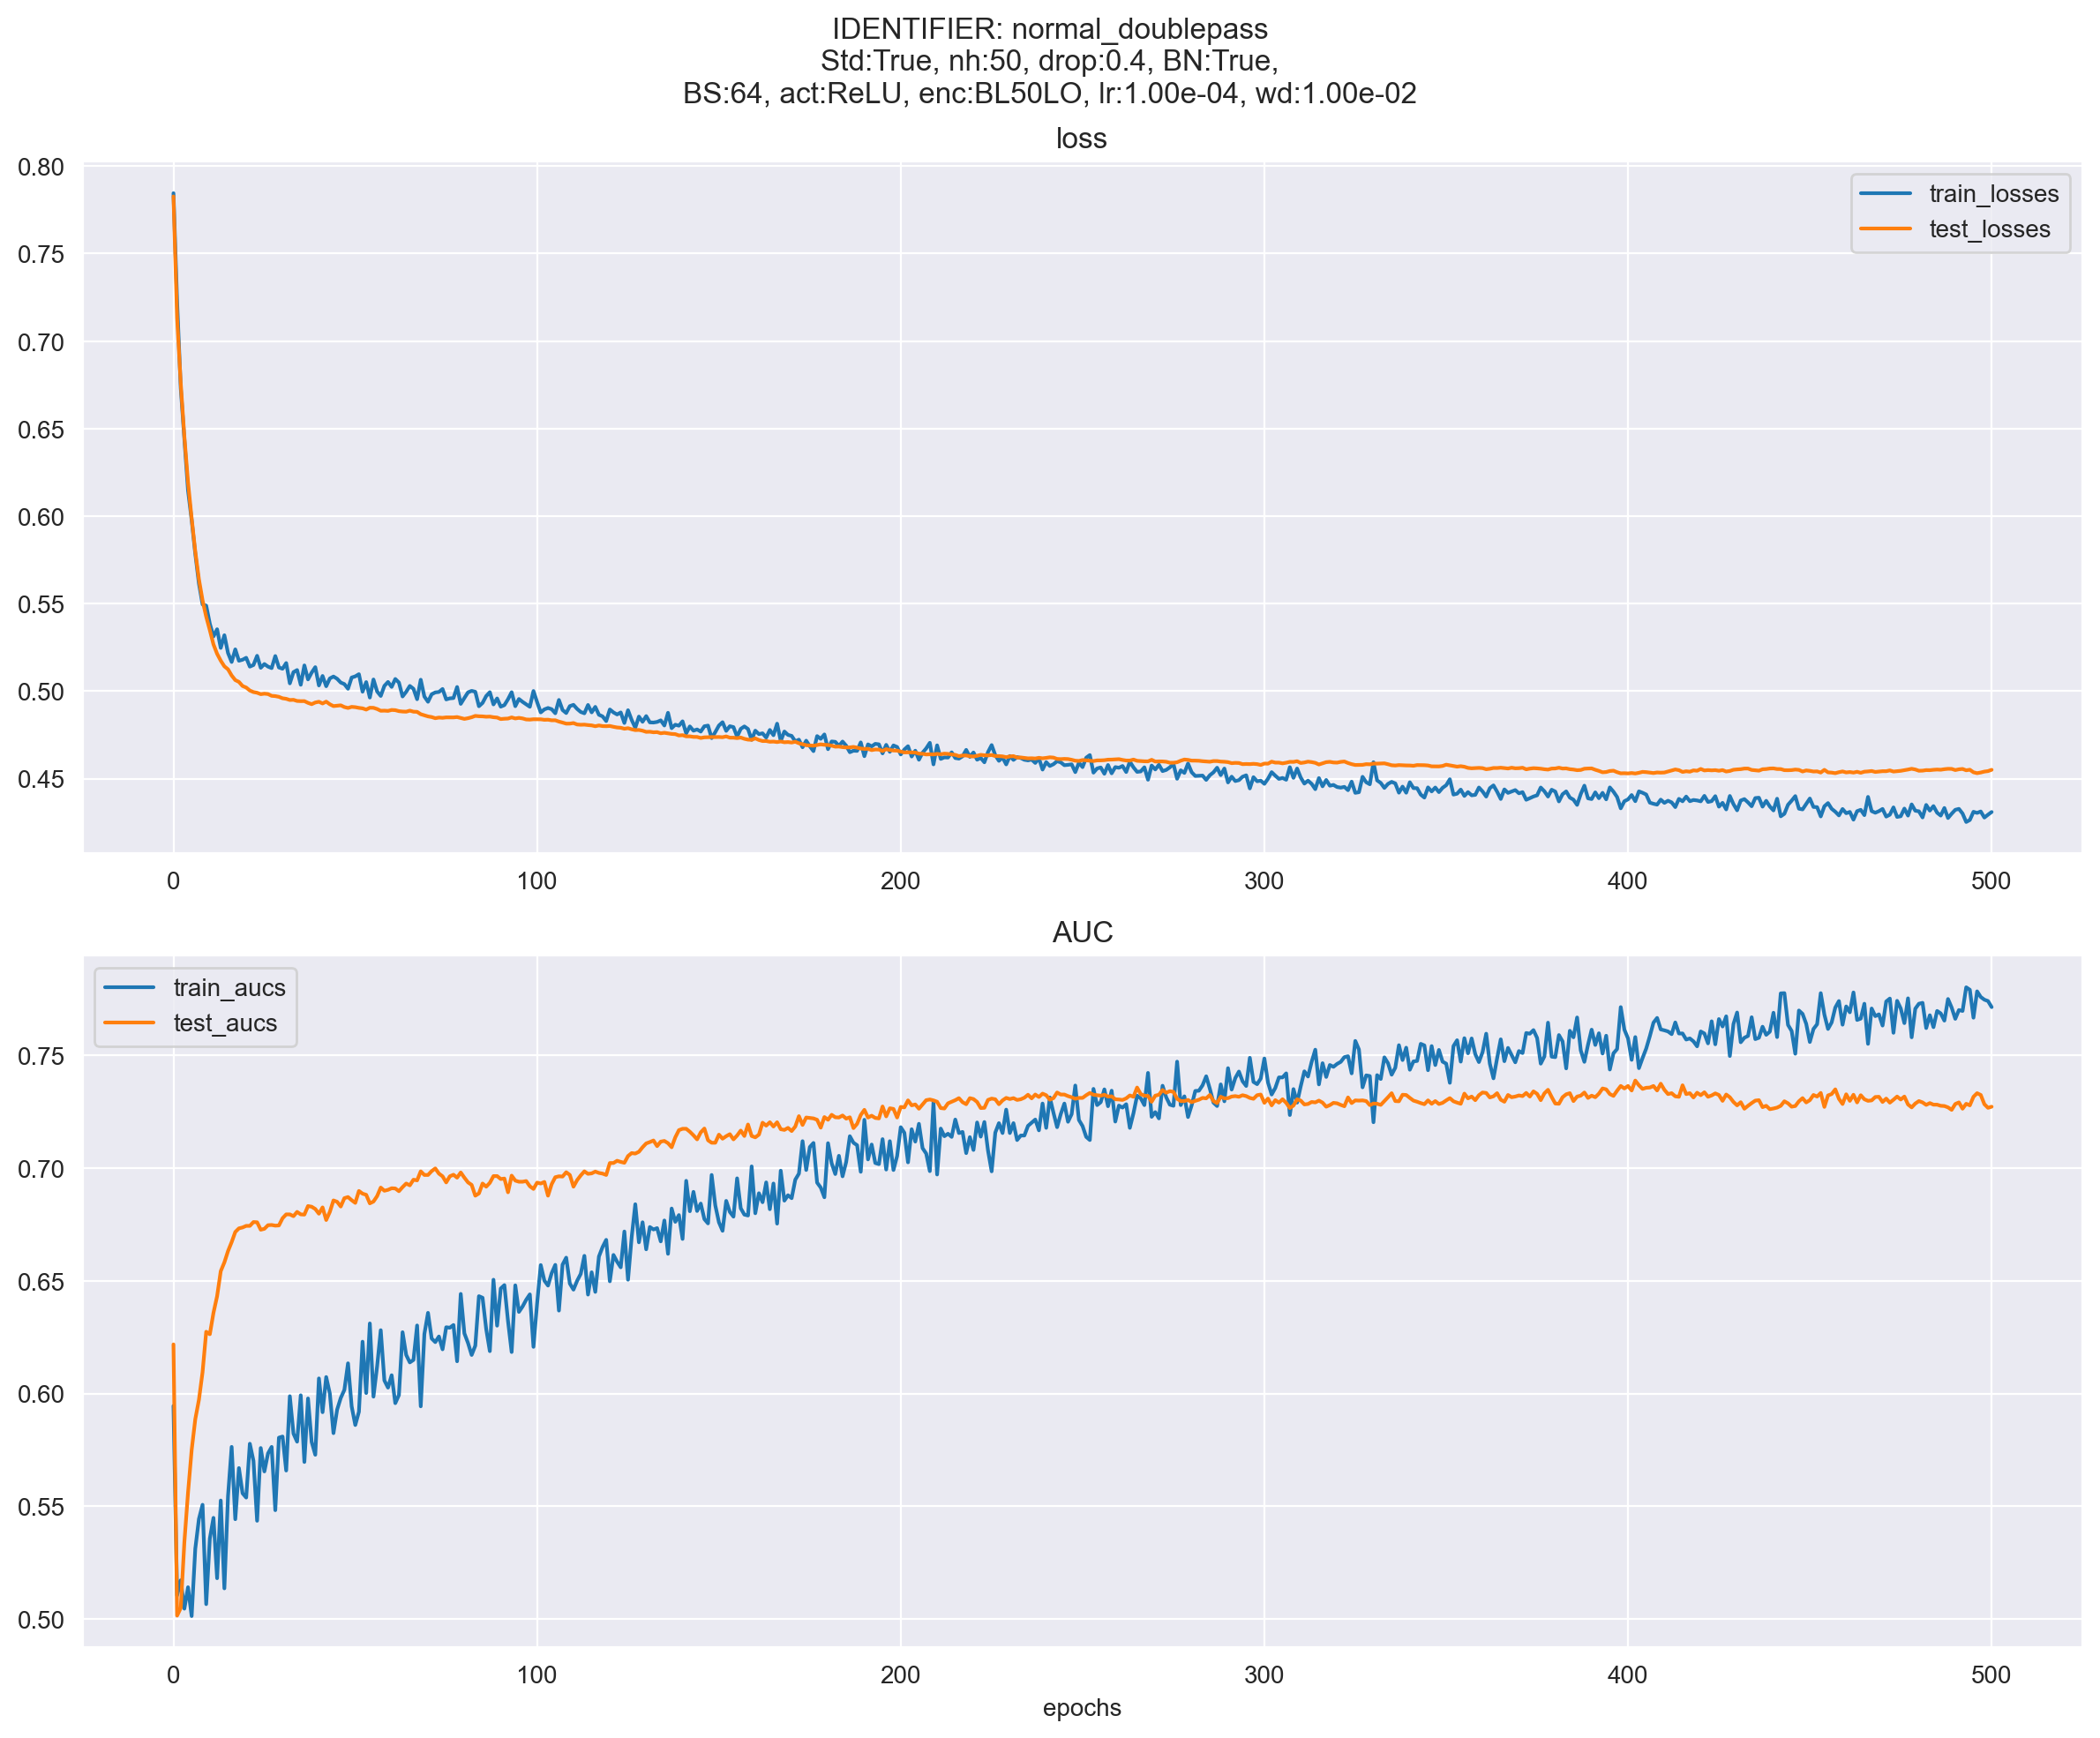 IDENTIFIER: normal_doublepass
Std:True, nh:50, drop:0.4, BN:True,
BS:64, act:ReLU, enc:BL50LO, lr:1.00e-04, wd:1.00e-02
loss
0.80
0.75
0.70
0.65
0.60
0.55
0.50
0.45
train_losses
test_losses
0 100 200 300 400 500
AUC
train_aucs
test_aucs
0.75
0.70
0.65
0.60
0.55
0.50
0 100 200 300 400 500
epochs